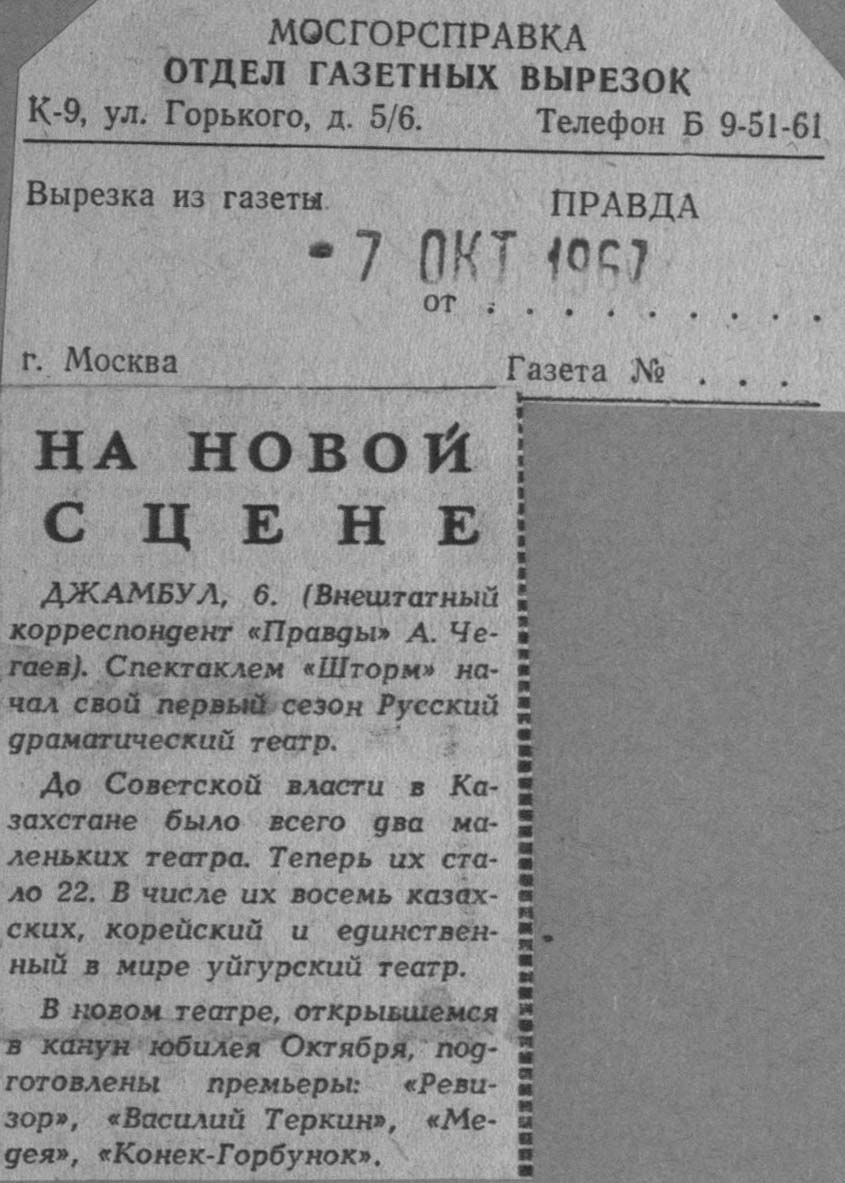 МОСГОРСПРАВКА
ОТДЕЛ ГАЗЕТНЫХ ВЫРЕЗОК
К-9, ул. Горького, д. 5/6. Телефон Б 9-51-61
Вырезка из газеты ПРАВДА
- 7 ОКТ 1967
от . . . . . . . . .
г. Москва Газета № . . .
НА НОВОЙ
СЦЕНЕ
ДЖАМБУЛ, 6. (Внештатный
корреспондент «Правды» А. Че-
гаев). Спектаклем «Шторм» на-
чал свой первый сезон Русский
драматический театр.
До Советской власти в Ка-
захстане было всего два ма-
леньких театра. Теперь их ста-
ло 22. В числе их восемь казах-
ских, корейский и единствен-
ный в мире уйгурский театр.
В новом театре, открывшемся
в канун юбилея Октября, под-
готовлены премьеры: «Реви-
зор», «Василий Теркин», «Ме-
дея», «Конек-Горбунок».